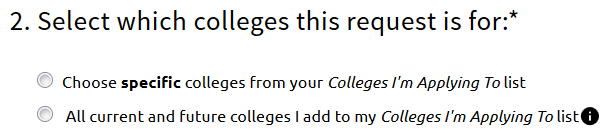 2. Select which colleges this request is for:*
Choose specific colleges from your Colleges I'm Applying To list
All current and future colleges I add to my Colleges I'm Applying To list i